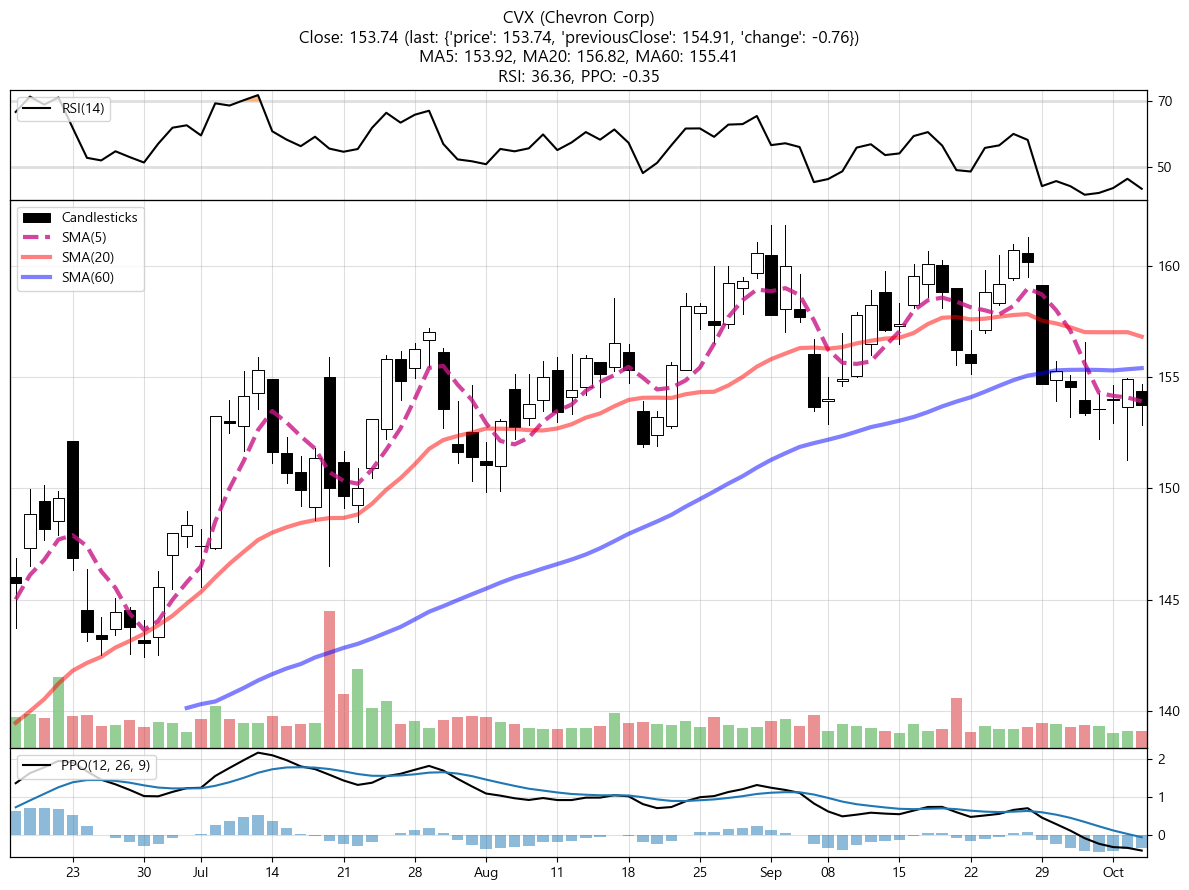 CVX (Chevron Corp)
Close: 153.74 (last: {'price': 153.74, 'previousClose': 154.91, 'change': -0.76})
MA5: 153.92, MA20: 156.82, MA60: 155.41
RSI: 36.36, PPO: -0.35
RSI(14)
70
50
Candlesticks
SMA(5)
SMA(20)
SMA(60)
160
155
150
145
140
PPO(12, 26, 9)
2
1
0
23 30 Jul 14 21 28 Aug 11 18 25 Sep 08 15 22 29 Oct